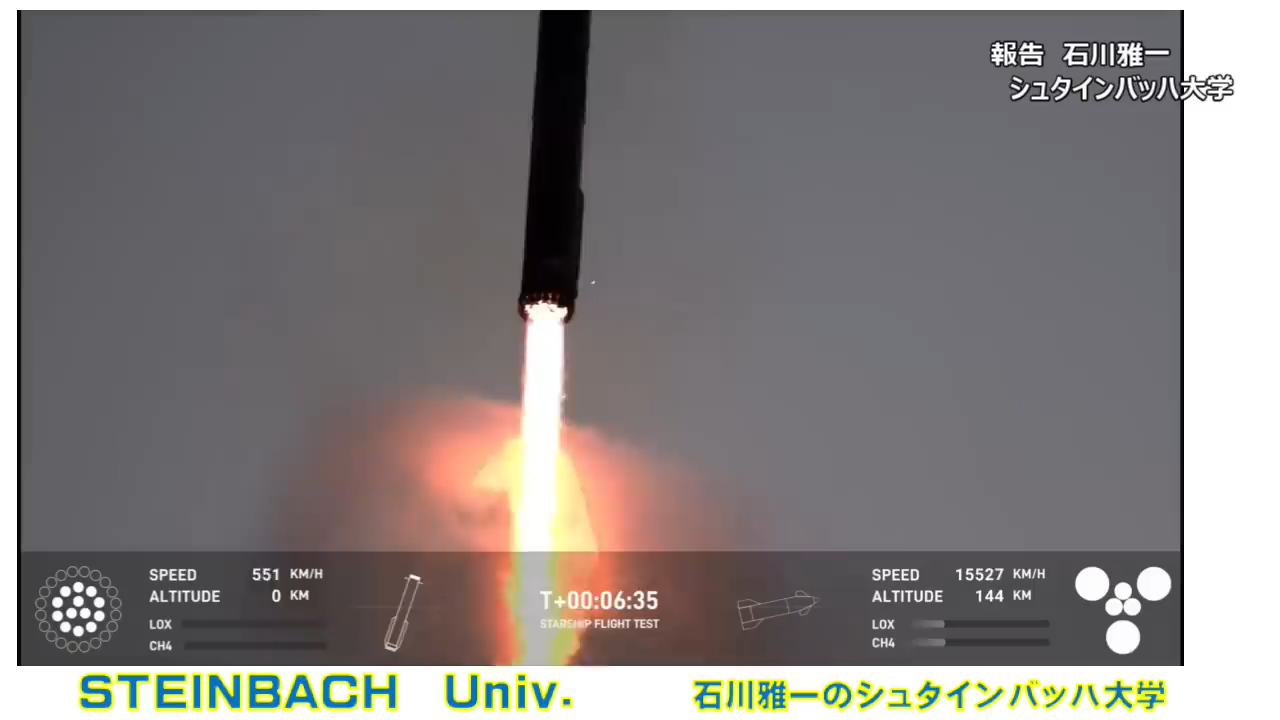 報告 石川雅一
シュタインバッハ大学
SPEED 551 KM/H
ALTITUDE 0 KM
LOX
CH4
T+00:06:35
STARSHIP FLIGHT TEST
SPEED 15527 KM/H
ALTITUDE 144 KM
LOX
CH4
STEINBACH Univ. 石川雅一のシュタインバッハ大学